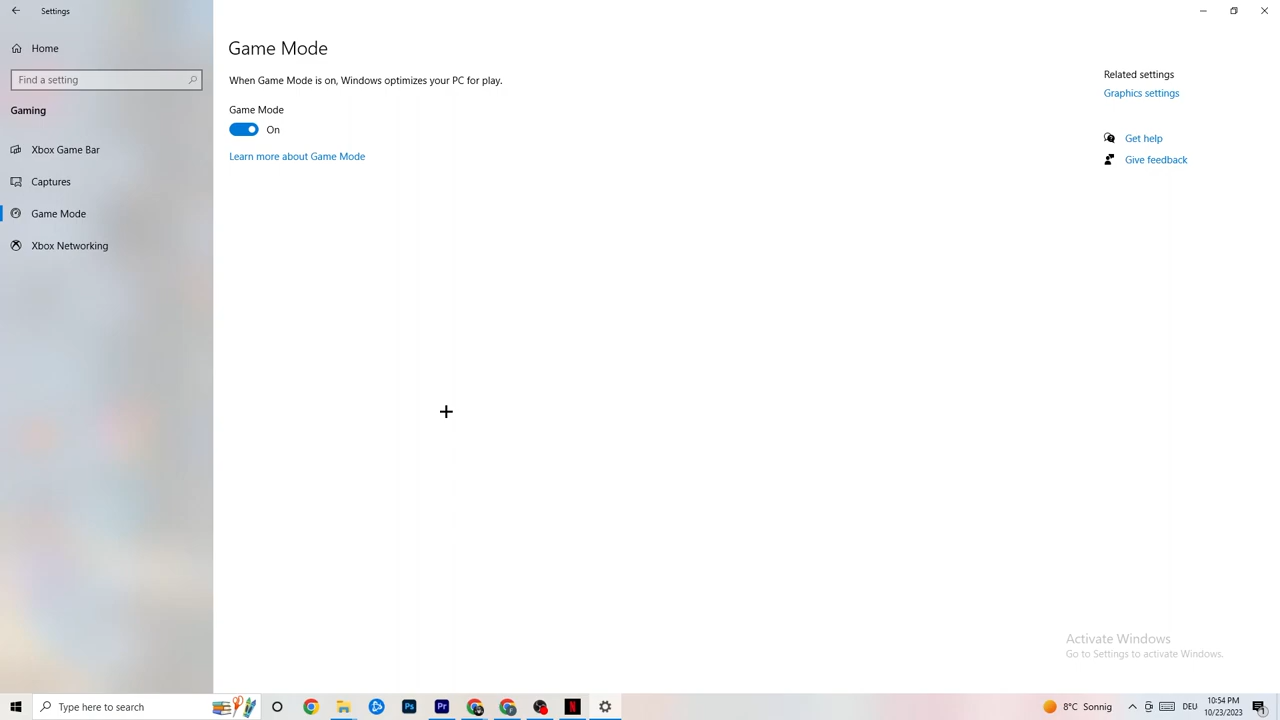 Settings
Home
Find a setting
Gaming
Xbox Game Bar
Captures
Game Mode
Xbox Networking
Game Mode
When Game Mode is on, Windows optimizes your PC for play.
Game Mode
On
Learn more about Game Mode
Related settings
Graphics settings
Get help
Give feedback
Activate Windows
Go to Settings to activate Windows.
Type here to search
Ps
Pr
N
8°C Sonnig
DEU
10:54 PM
10/23/2023
1